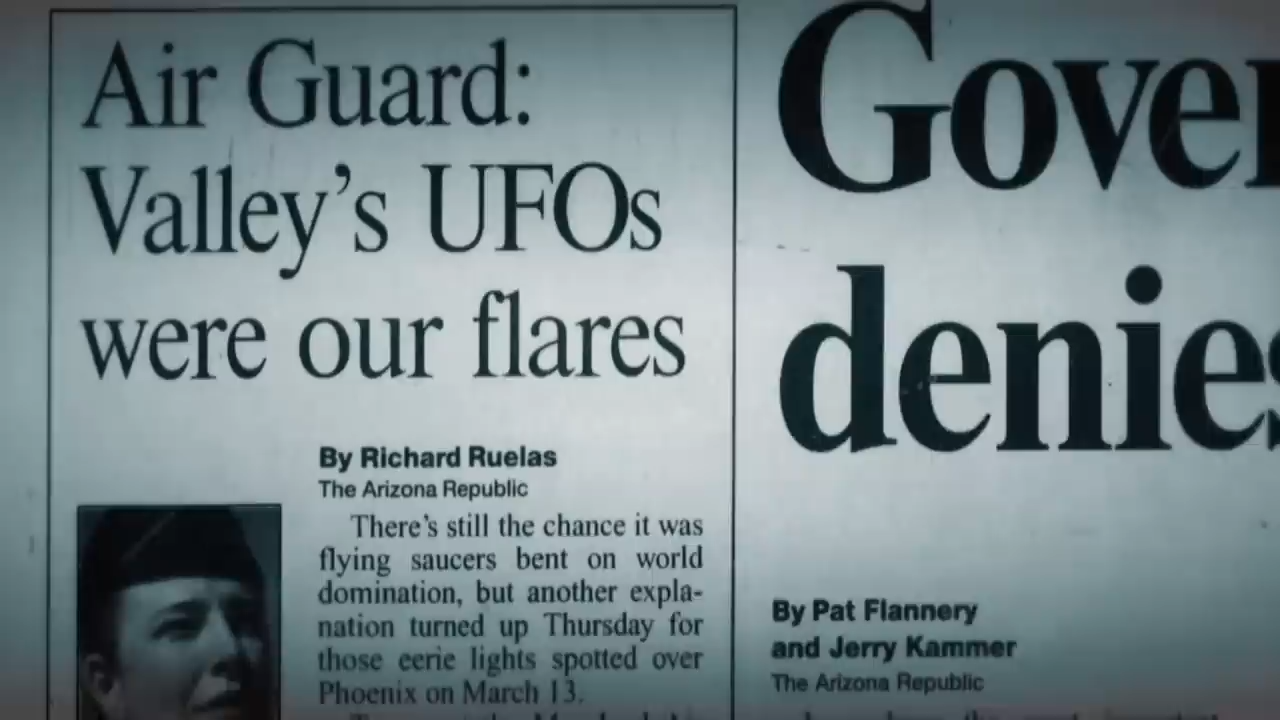 Air Guard:
Valley's UFOs
were our flares
By Richard Ruelas
The Arizona Republic
There's still the chance it was
flying saucers bent on world
domination, but another expla-
nation turned up Thursday for
those eerie lights spotted over
Phoenix on March 13.
Gover
denies
By Pat Flannery
and Jerry Kammer
The Arizona Republic